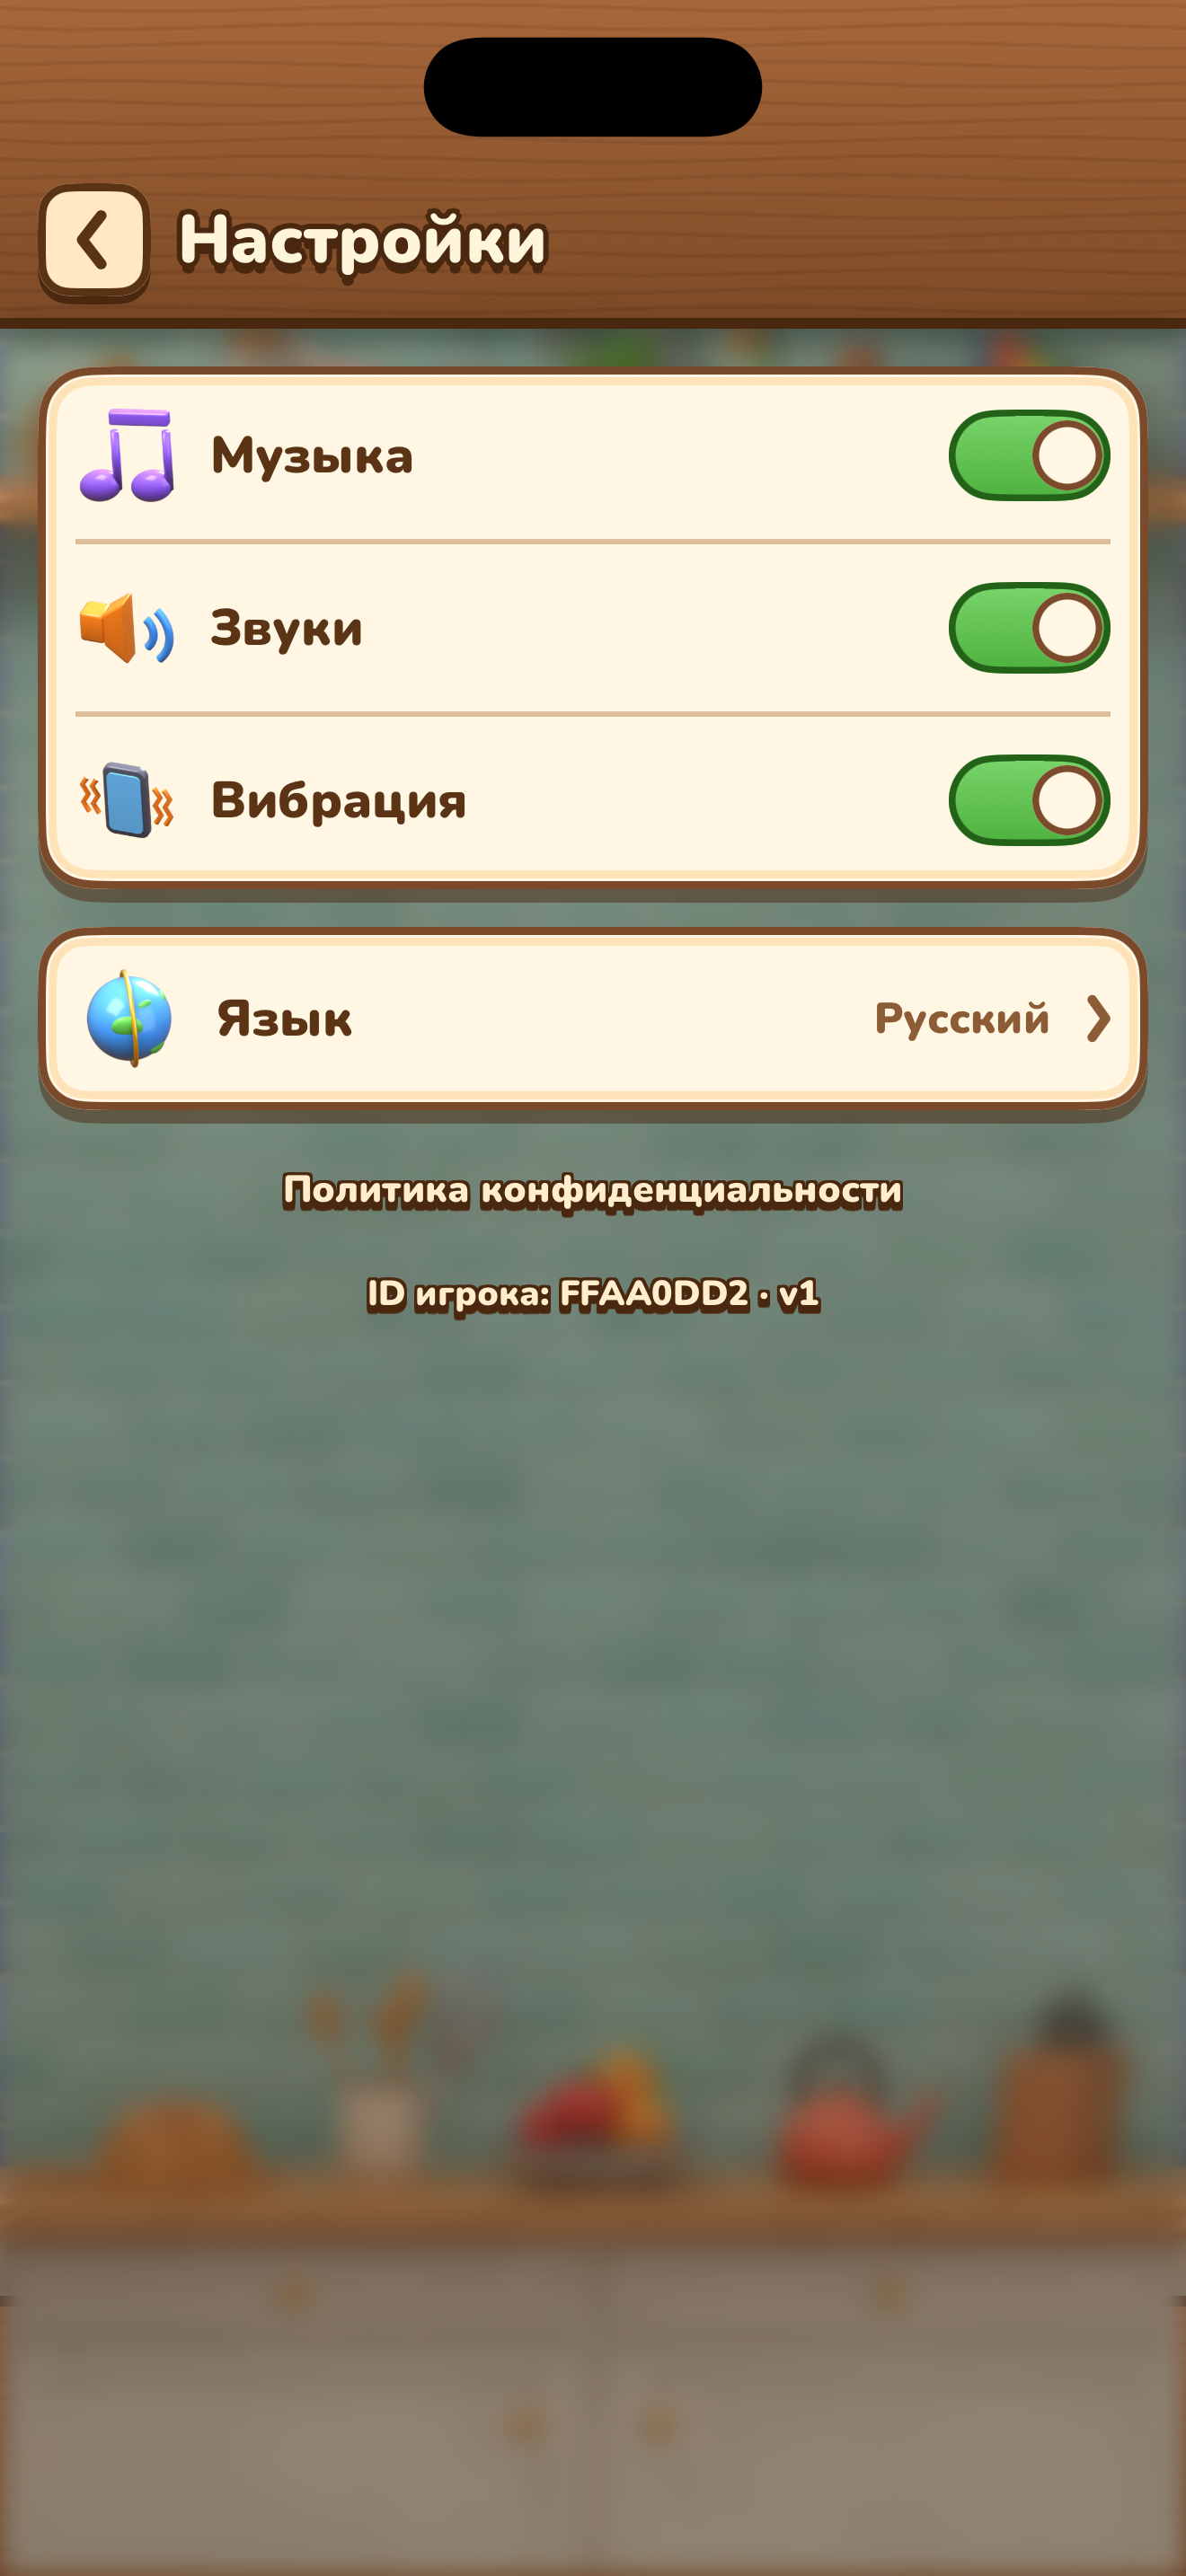 Настройки
Музыка
Звуки
Вибрация
Язык Русский
Политика конфиденциальности
ID игрока: FFAA0DD2 · v1